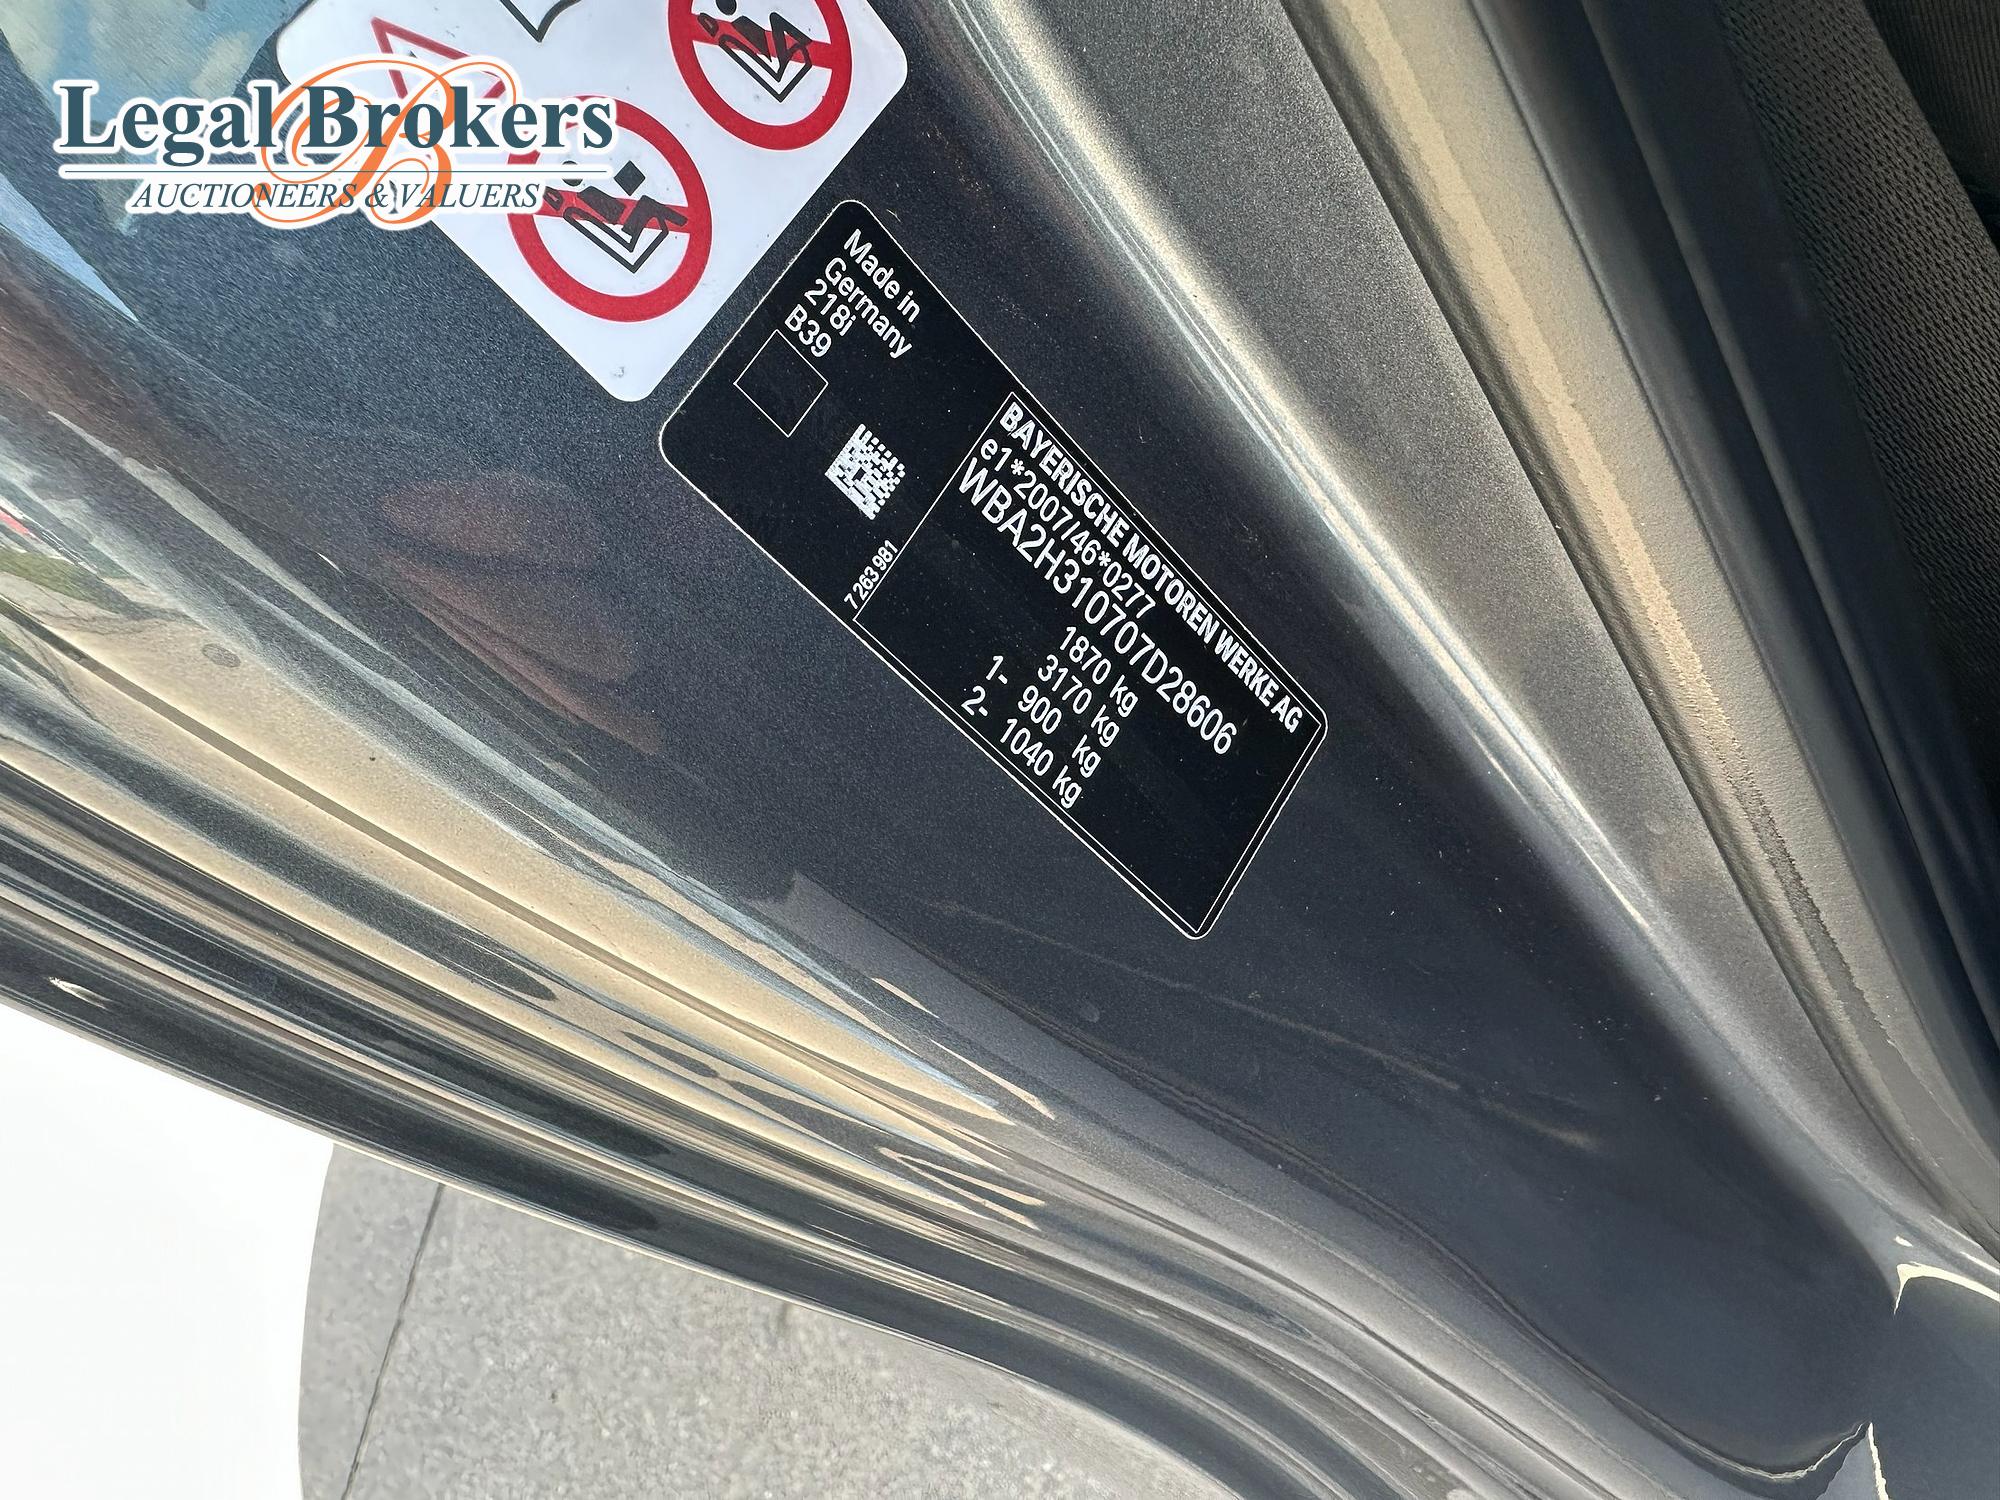 Legal Brokers
AUCTIONEERS & VALUERS
Made in
Germany
218i
B39
7 263 981
BAYERISCHE MOTOREN WERKE AG
e1*2007/46*0277
WBA2H310707D28606
1870 kg
3170 kg
1- 900 kg
2- 1040 kg